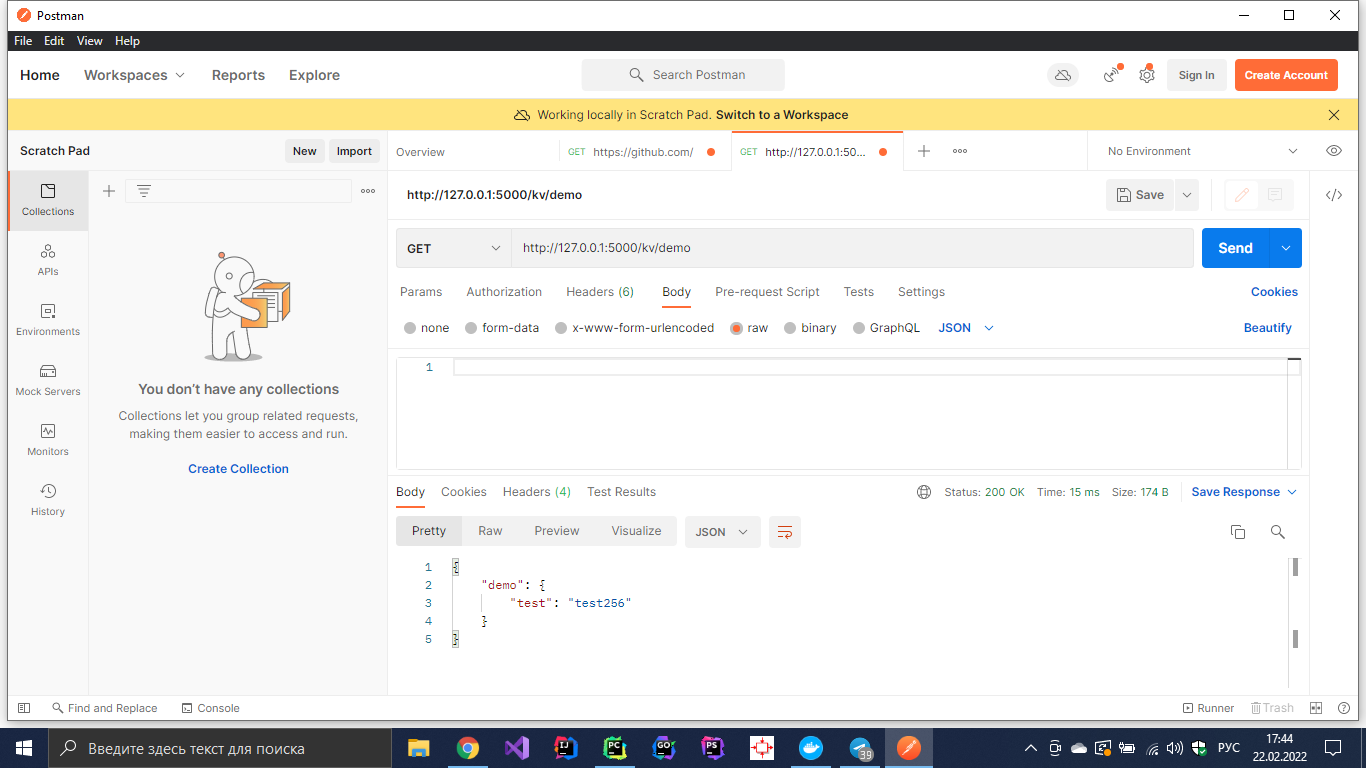 Postman
File Edit View Help
Home Workspaces Reports Explore Search Postman Sign In Create Account
Working locally in Scratch Pad. Switch to a Workspace
Scratch Pad New Import
Overview GET https://github.com/ GET http://127.0.0.1:50... No Environment
Collections
APIs
Environments
Mock Servers
Monitors
History
You don't have any collections
Collections let you group related requests,
making them easier to access and run.
Create Collection
http://127.0.0.1:5000/kv/demo Save
GET http://127.0.0.1:5000/kv/demo Send
Params Authorization Headers (6) Body Pre-request Script Tests Settings Cookies
none form-data x-www-form-urlencoded raw binary GraphQL JSON Beautify
1
Body Cookies Headers (4) Test Results Status: 200 OK Time: 15 ms Size: 174 B Save Response
Pretty Raw Preview Visualize JSON
1 {
2 "demo": {
3 "test": "test256"
4 }
5 }
Find and Replace Console Runner Trash
Введите здесь текст для поиска IJ PC GO PS 39 РУС 17:44
22.02.2022